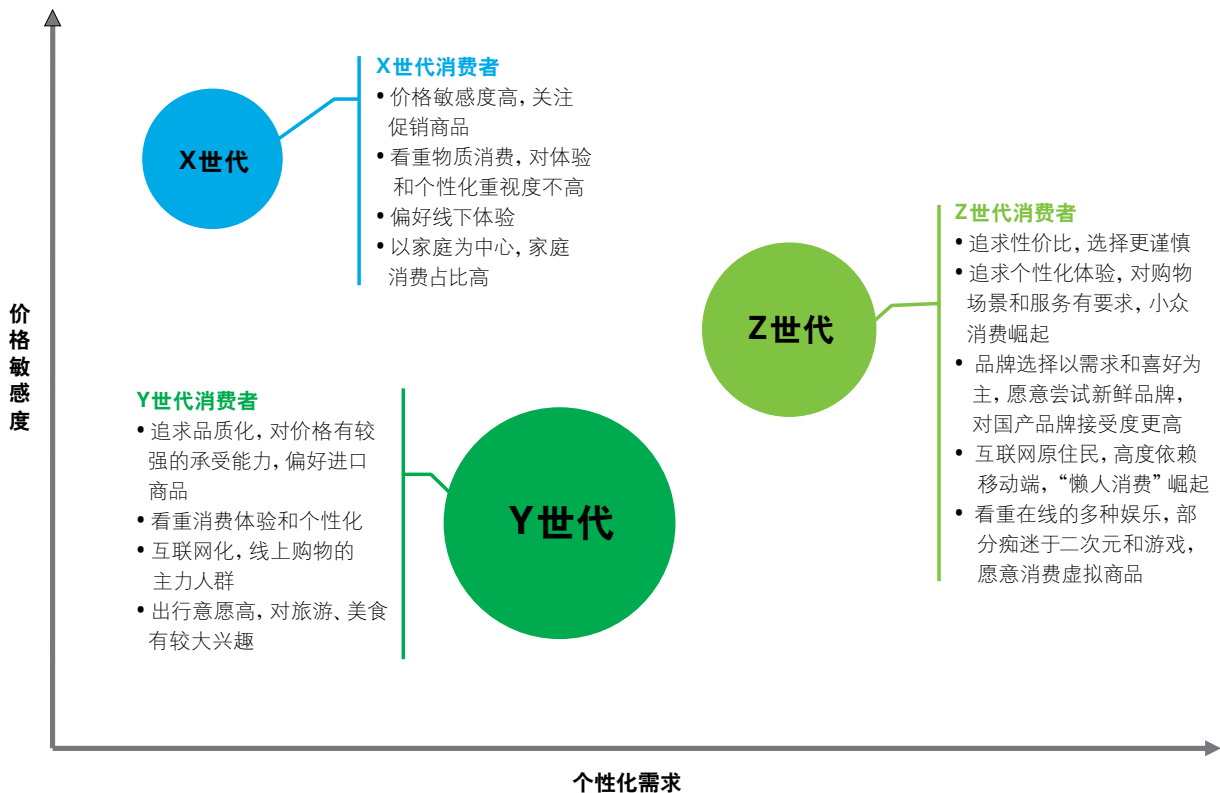 X世代消费者
• 价格敏感度高，关注
促销商品
• 看重物质消费，对体验
和个性化重视度不高
• 偏好线下体验
• 以家庭为中心，家庭
消费占比高
X世代
Z世代消费者
• 追求性价比，选择更谨慎
• 追求个性化体验，对购物
场景和服务有要求，小众
消费崛起
• 品牌选择以需求和喜好为
主，愿意尝试新鲜品牌，
对国产品牌接受度更高
• 互联网原住民，高度依赖
移动端，“懒人消费”崛起
• 看重在线的多种娱乐，部
分痴迷于二次元和游戏，
愿意消费虚拟商品
Z世代
价格敏感度
Y世代消费者
• 追求品质化，对价格有较
强的承受能力，偏好进口
商品
• 看重消费体验和个性化
• 互联网化，线上购物的
主力人群
• 出行意愿高，对旅游、美食
有较大兴趣
Y世代
个性化需求